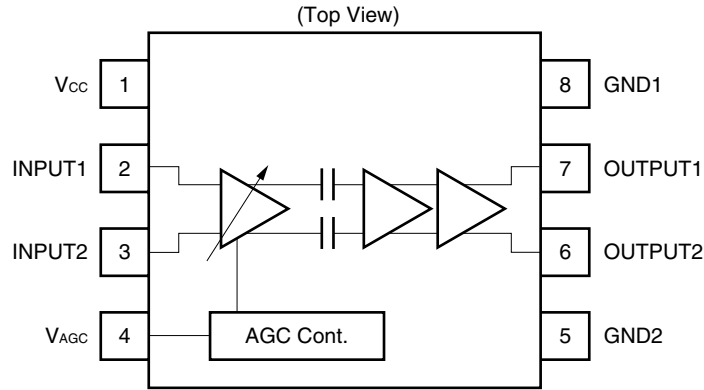 (Top View)
VCC 1 8 GND1
INPUT1 2 7 OUTPUT1
INPUT2 3 6 OUTPUT2
VAGC 4 AGC Cont. 5 GND2